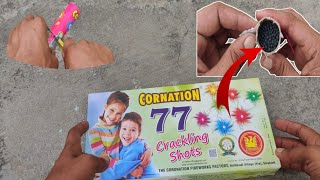 CORNATION
77
Crackling
Shots
THE CORONATION FIREWORKS FACTORY,